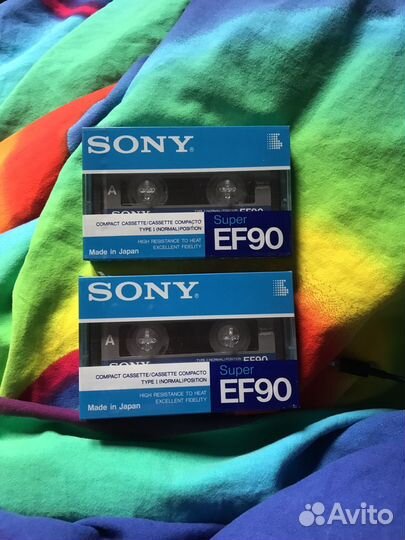 SONY®
A
SONY
TYPE I (NORMAL) POSITION EF90
COMPACT CASSETTE/CASSETTE COMPACTO
TYPE I (NORMAL) POSITION
Super
EF90
HIGH RESISTANCE TO HEAT
EXCELLENT FIDELITY
Made in Japan
SONY®
A
SONY
TYPE I (NORMAL) POSITION EF90
COMPACT CASSETTE/CASSETTE COMPACTO
TYPE I (NORMAL) POSITION
Super
EF90
HIGH RESISTANCE TO HEAT
EXCELLENT FIDELITY
Made in Japan
Avito